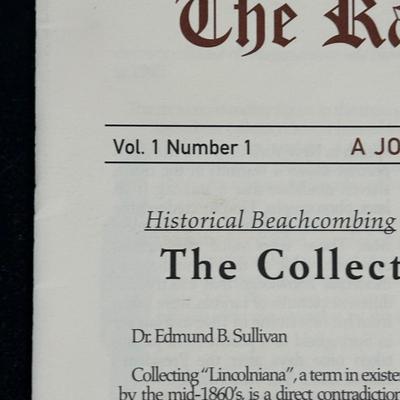 The Ra
Vol. 1 Number 1 A JO
Historical Beachcombing
The Collect
Dr. Edmund B. Sullivan
Collecting "Lincolniana", a term in existe
by the mid-1860's, is a direct contradiction